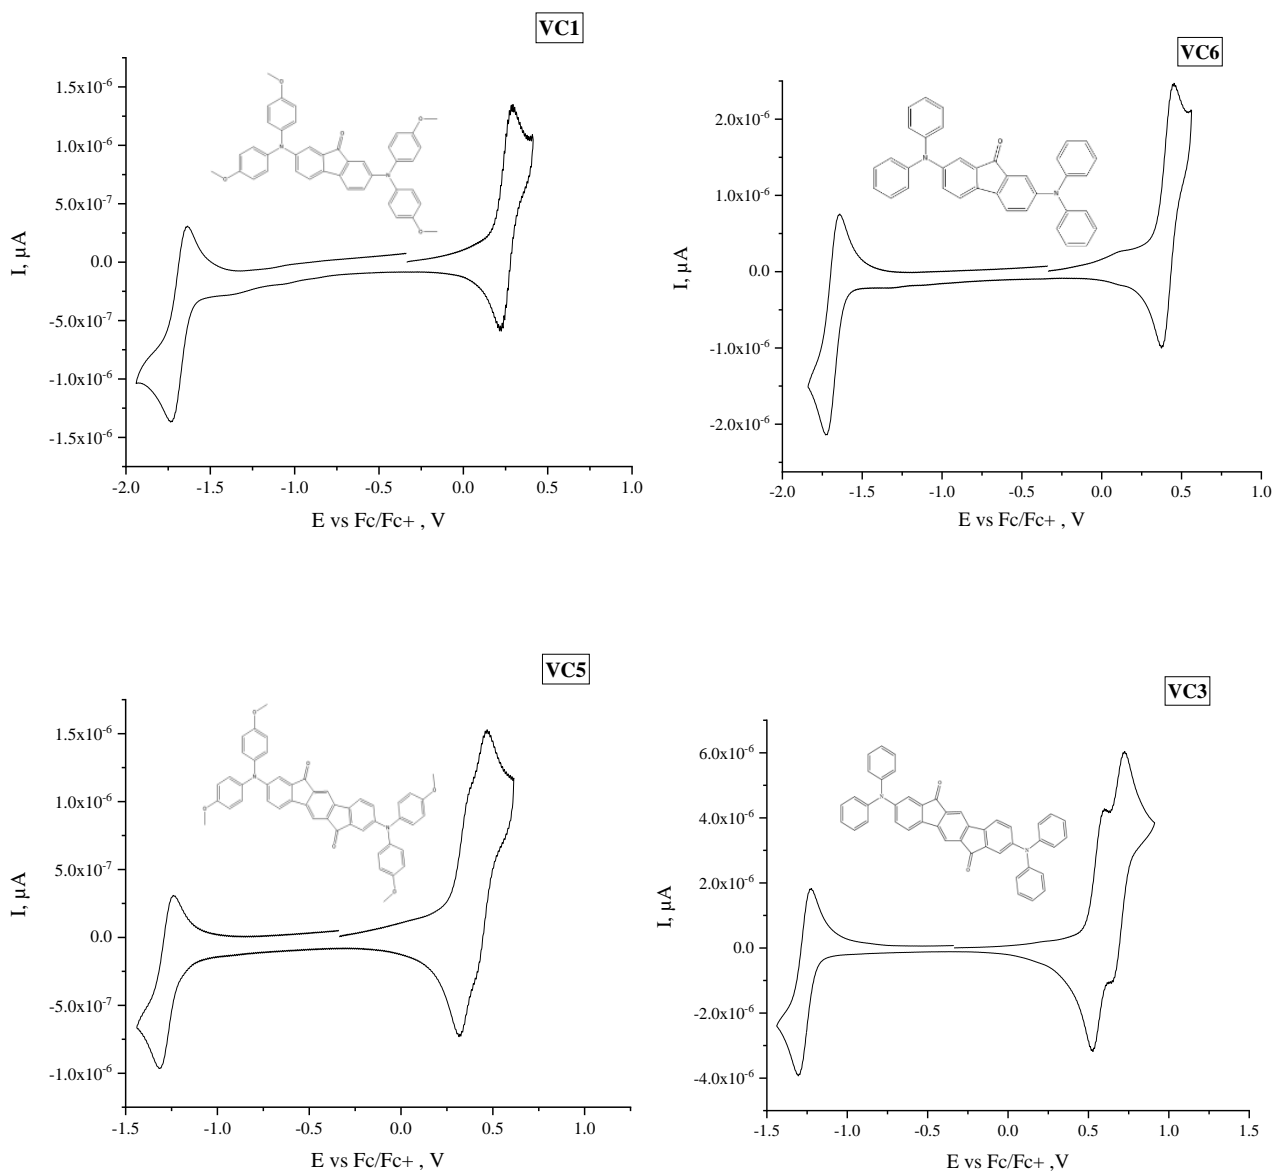 VC1
1.5x10⁻⁶
1.0x10⁻⁶
5.0x10⁻⁷
0.0
-5.0x10⁻⁷
-1.0x10⁻⁶
-1.5x10⁻⁶
I, µA
-2.0 -1.5 -1.0 -0.5 0.0 0.5 1.0
E vs Fc/Fc+ , V
O
O
O
O
O
N
N
VC6
2.0x10⁻⁶
1.0x10⁻⁶
0.0
-1.0x10⁻⁶
-2.0x10⁻⁶
I, µA
-2.0 -1.5 -1.0 -0.5 0.0 0.5 1.0
E vs Fc/Fc+ , V
O
N
N
VC5
1.5x10⁻⁶
1.0x10⁻⁶
5.0x10⁻⁷
0.0
-5.0x10⁻⁷
-1.0x10⁻⁶
I, µA
-1.5 -1.0 -0.5 0.0 0.5 1.0
E vs Fc/Fc+ , V
O
O
O
O
O
O
N
N
VC3
6.0x10⁻⁶
4.0x10⁻⁶
2.0x10⁻⁶
0.0
-2.0x10⁻⁶
-4.0x10⁻⁶
I, µA
-1.5 -1.0 -0.5 0.0 0.5 1.0 1.5
E vs Fc/Fc+ ,V
O
O
N
N